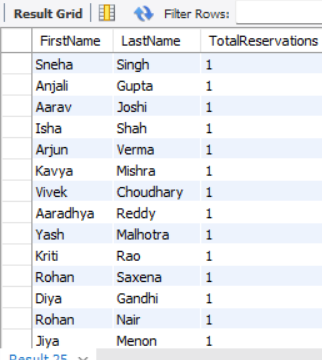 Result Grid Filter Rows:
FirstName LastName TotalReservations
Sneha Singh 1
Anjali Gupta 1
Aarav Joshi 1
Isha Shah 1
Arjun Verma 1
Kavya Mishra 1
Vivek Choudhary 1
Aaradhya Reddy 1
Yash Malhotra 1
Kriti Rao 1
Rohan Saxena 1
Diya Gandhi 1
Rohan Nair 1
Jiya Menon 1
Result 25